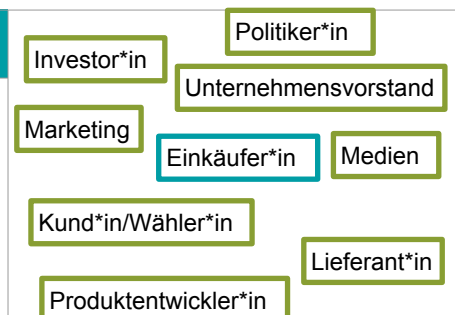 Politiker*in
Investor*in
Unternehmensvorstand
Marketing
Einkäufer*in
Medien
Kund*in/Wähler*in
Lieferant*in
Produktentwickler*in